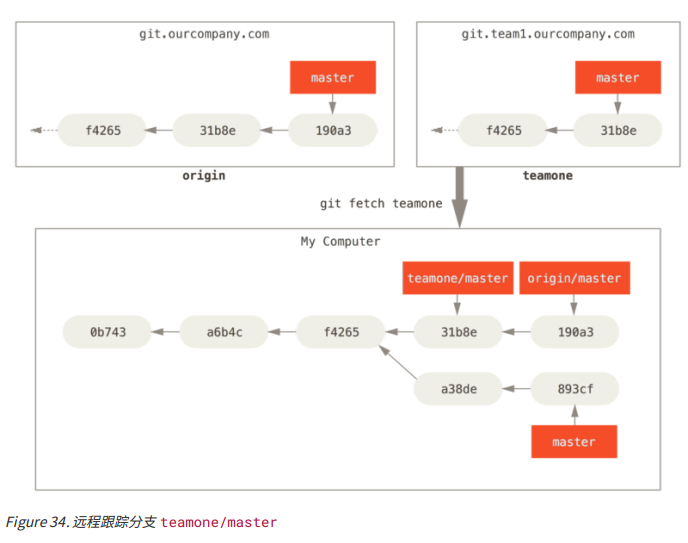 git.ourcompany.com
master
f4265
31b8e
190a3
origin
git.team1.ourcompany.com
master
f4265
31b8e
teamone
git fetch teamone
My Computer
teamone/master
origin/master
0b743
a6b4c
f4265
31b8e
190a3
a38de
893cf
master
Figure 34. 远程跟踪分支 teamone/master